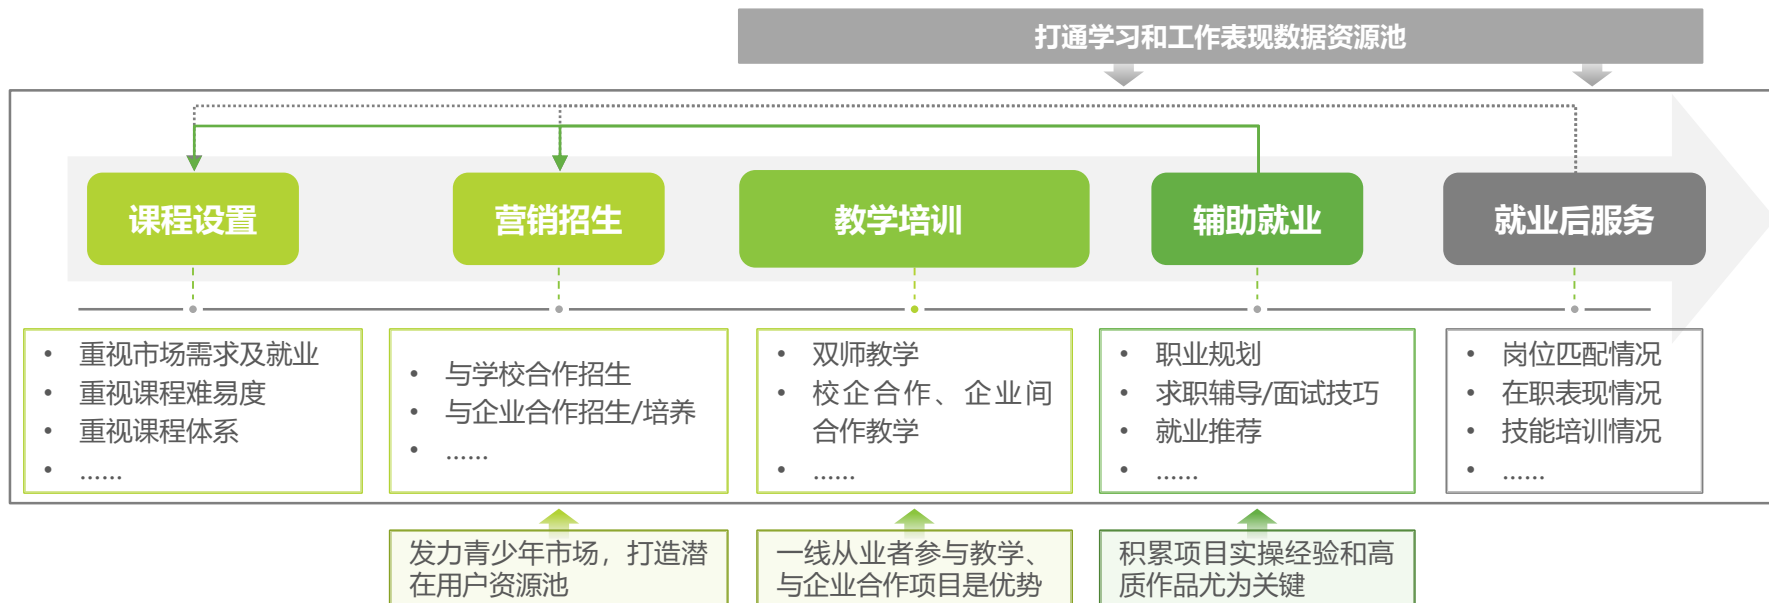 打通学习和工作表现数据资源池
课程设置
营销招生
教学培训
辅助就业
就业后服务
• 重视市场需求及就业
• 重视课程难易度
• 重视课程体系
• ……
• 与学校合作招生
• 与企业合作招生/培养
• ……
• 双师教学
• 校企合作、企业间
合作教学
• ……
• 职业规划
• 求职辅导/面试技巧
• 就业推荐
• ……
• 岗位匹配情况
• 在职表现情况
• 技能培训情况
• ……
发力青少年市场，打造潜
在用户资源池
一线从业者参与教学、
与企业合作项目是优势
积累项目实操经验和高
质作品尤为关键